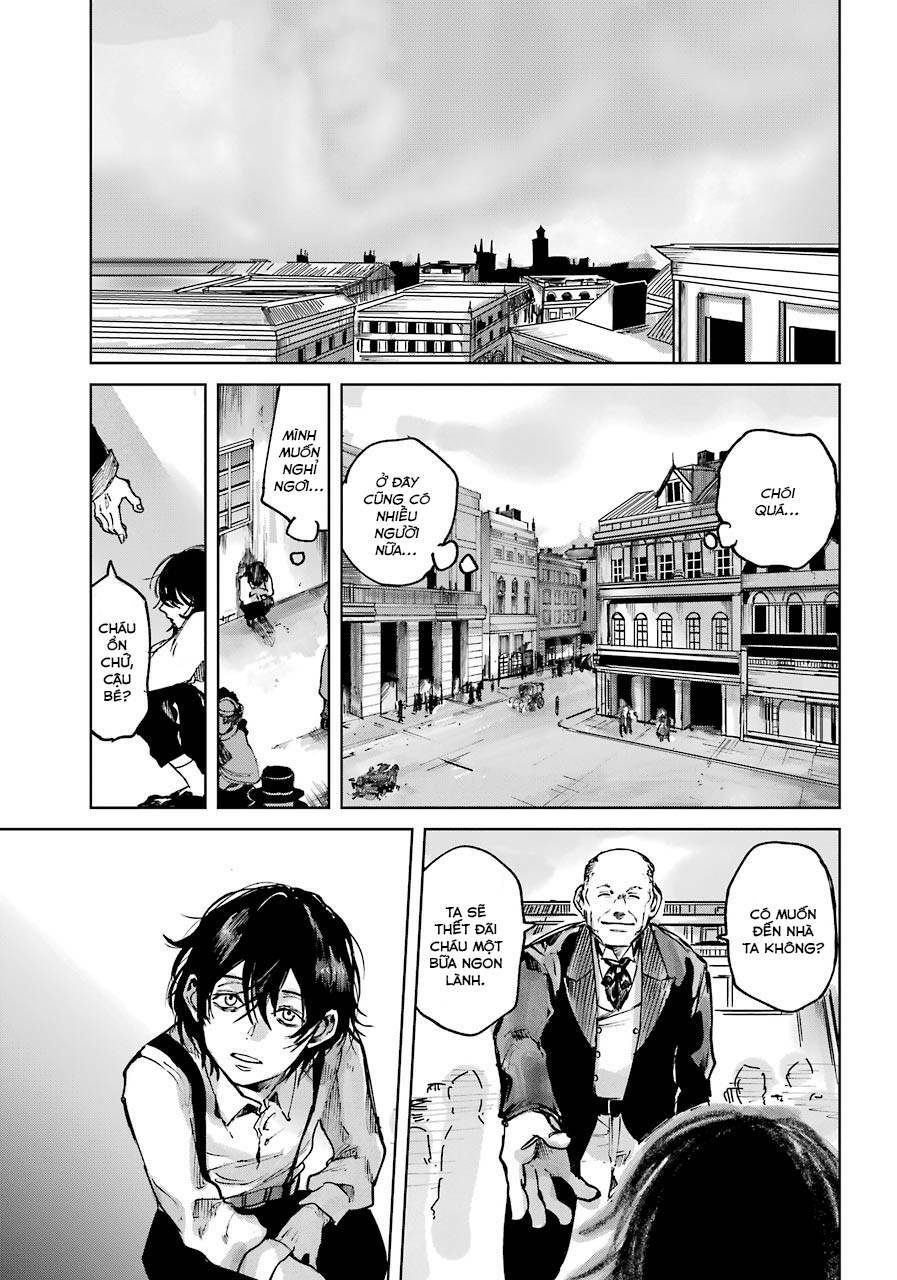 CHÓI
QUÁ...
Ở ĐÂY
CŨNG CÓ
NHIỀU
NGƯỜI
NỮA...
MÌNH
MUỐN
NGHỈ
NGƠI...
CHÁU
ỔN CHỨ,
CẬU
BÉ?
CÓ MUỐN
ĐẾN NHÀ
TA KHÔNG?
TA SẼ
THẾT ĐÃI
CHÁU MỘT
BỮA NGON
LÀNH.